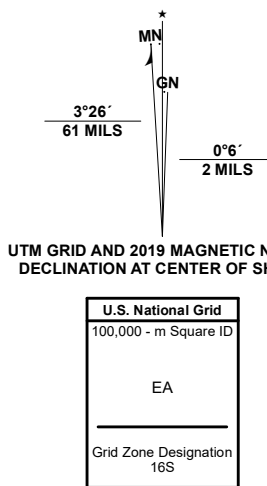 MN
GN
3°26´
61 MILS
0°6´
2 MILS
UTM GRID AND 2019 MAGNETIC N
DECLINATION AT CENTER OF SH
U.S. National Grid
100,000 - m Square ID
EA
Grid Zone Designation
16S